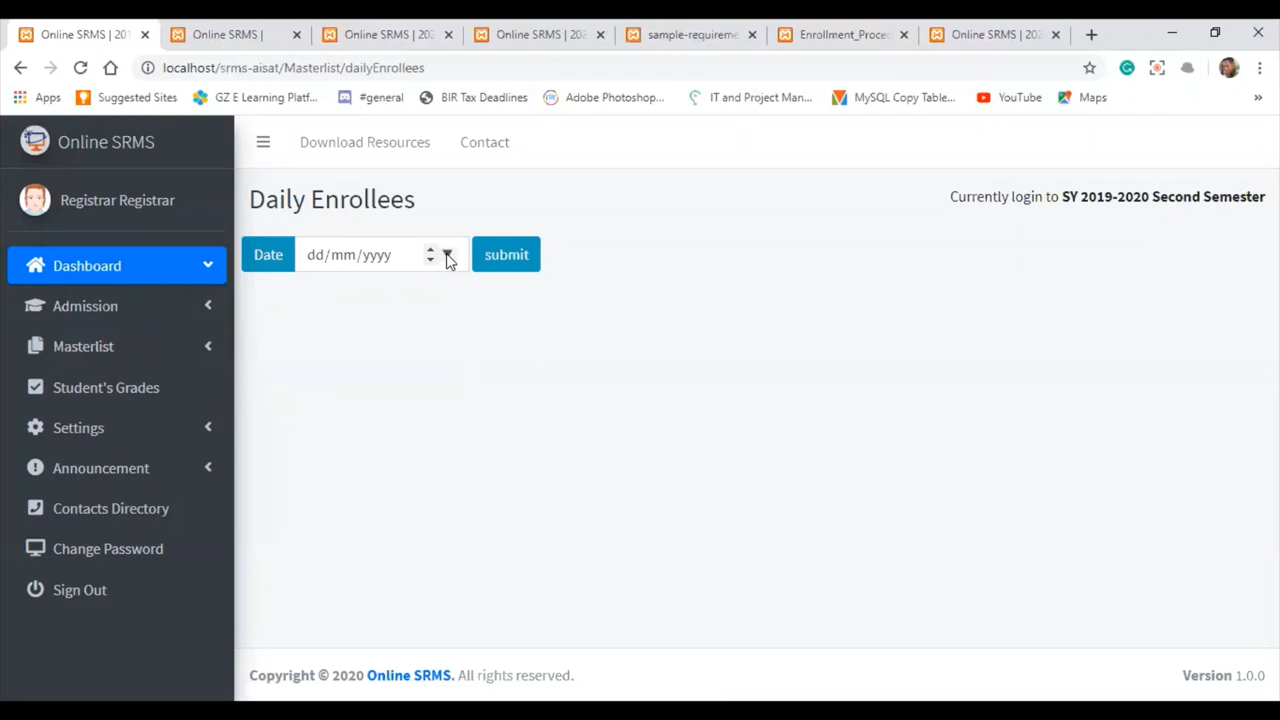 Online SRMS | 201
Online SRMS |
Online SRMS | 202
Online SRMS | 202
sample-requireme
Enrollment_Proce
Online SRMS | 202
localhost/srms-aisat/Masterlist/dailyEnrollees
Apps
Suggested Sites
GZ E Learning Platf...
#general
BIR Tax Deadlines
Adobe Photoshop...
IT and Project Man...
MySQL Copy Table...
YouTube
Maps
»
Online SRMS
Download Resources
Contact
Registrar Registrar
Daily Enrollees
Currently login to SY 2019-2020 Second Semester
Date
dd/mm/yyyy
submit
Dashboard
Admission
Masterlist
Student's Grades
Settings
Announcement
Contacts Directory
Change Password
Sign Out
Copyright © 2020 Online SRMS. All rights reserved.
Version 1.0.0